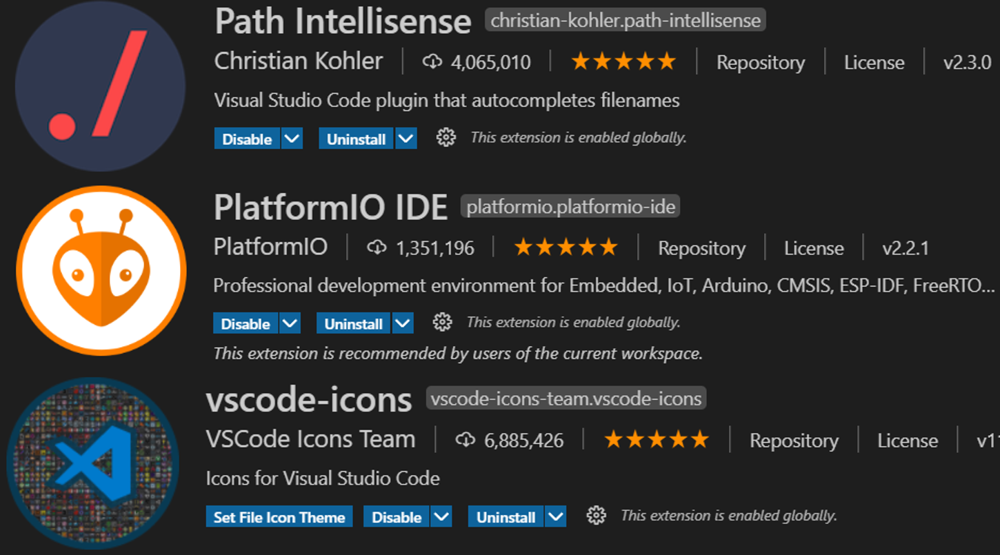 Path Intellisense christian-kohler.path-intellisense
Christian Kohler 4,065,010 Repository License v2.3.0
Visual Studio Code plugin that autocompletes filenames
Disable Uninstall This extension is enabled globally.
PlatformIO IDE platformio.platformio-ide
PlatformIO 1,351,196 Repository License v2.2.1
Professional development environment for Embedded, IoT, Arduino, CMSIS, ESP-IDF, FreeRTO...
Disable Uninstall This extension is enabled globally.
This extension is recommended by users of the current workspace.
vscode-icons vscode-icons-team.vscode-icons
VSCode Icons Team 6,885,426 Repository License
Icons for Visual Studio Code
Set File Icon Theme Disable Uninstall This extension is enabled globally.